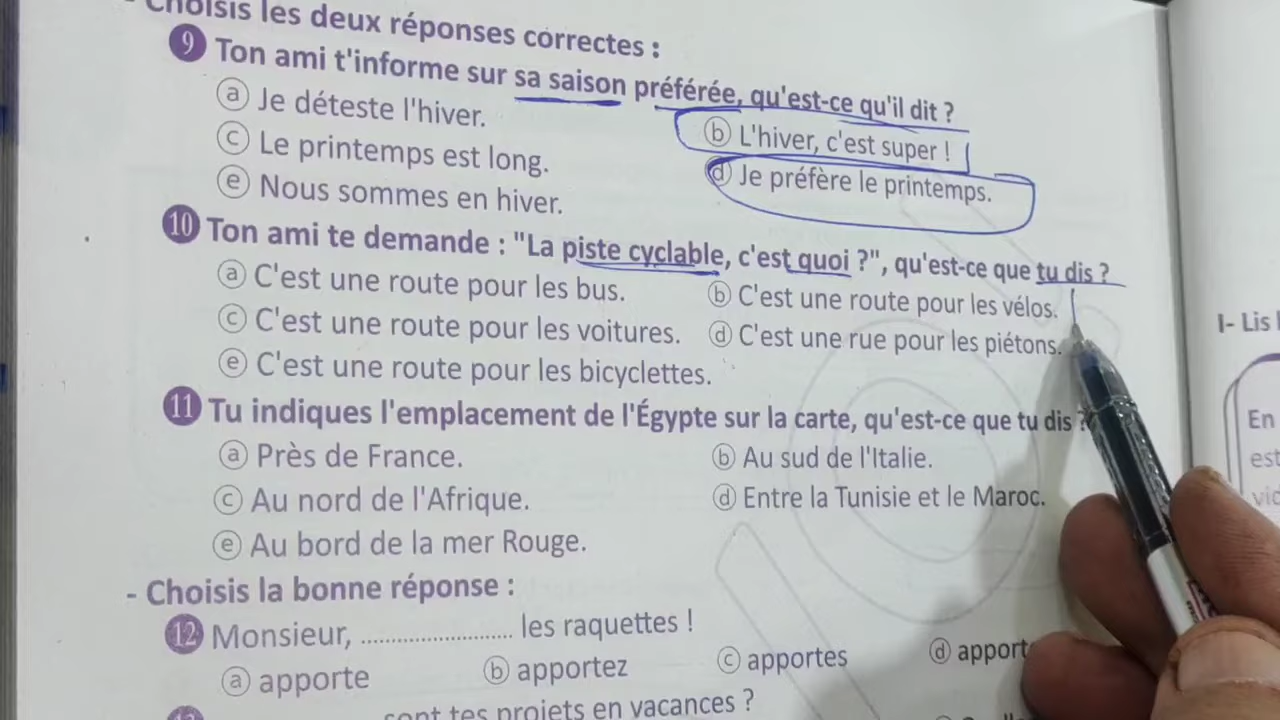 - Choisis les deux réponses correctes :
9 Ton ami t'informe sur sa saison préférée, qu'est-ce qu'il dit ?
a Je déteste l'hiver.
b L'hiver, c'est super !
c Le printemps est long.
d Je préfère le printemps.
e Nous sommes en hiver.
10 Ton ami te demande : "La piste cyclable, c'est quoi ?", qu'est-ce que tu dis ?
a C'est une route pour les bus.
b C'est une route pour les vélos.
c C'est une route pour les voitures.
d C'est une rue pour les piétons.
e C'est une route pour les bicyclettes.
11 Tu indiques l'emplacement de l'Égypte sur la carte, qu'est-ce que tu dis ?
a Près de France.
b Au sud de l'Italie.
c Au nord de l'Afrique.
d Entre la Tunisie et le Maroc.
e Au bord de la mer Rouge.
- Choisis la bonne réponse :
12 Monsieur, ........................ les raquettes !
a apporte
b apportez
c apportes
d
sont tes projets en vacances ?
I- Lis
En